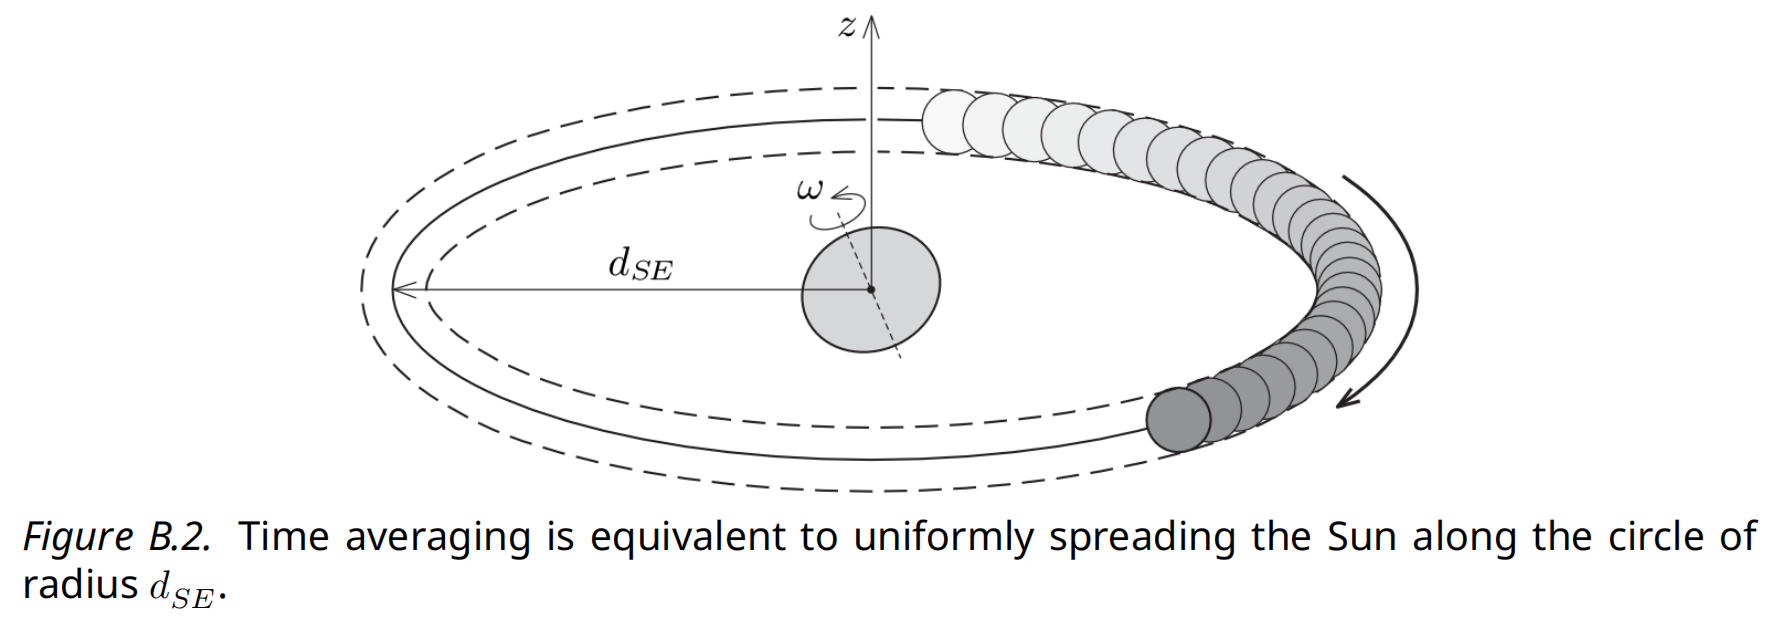 z
ω
d_{SE}
Figure B.2. Time averaging is equivalent to uniformly spreading the Sun along the circle of
radius d_{SE}.